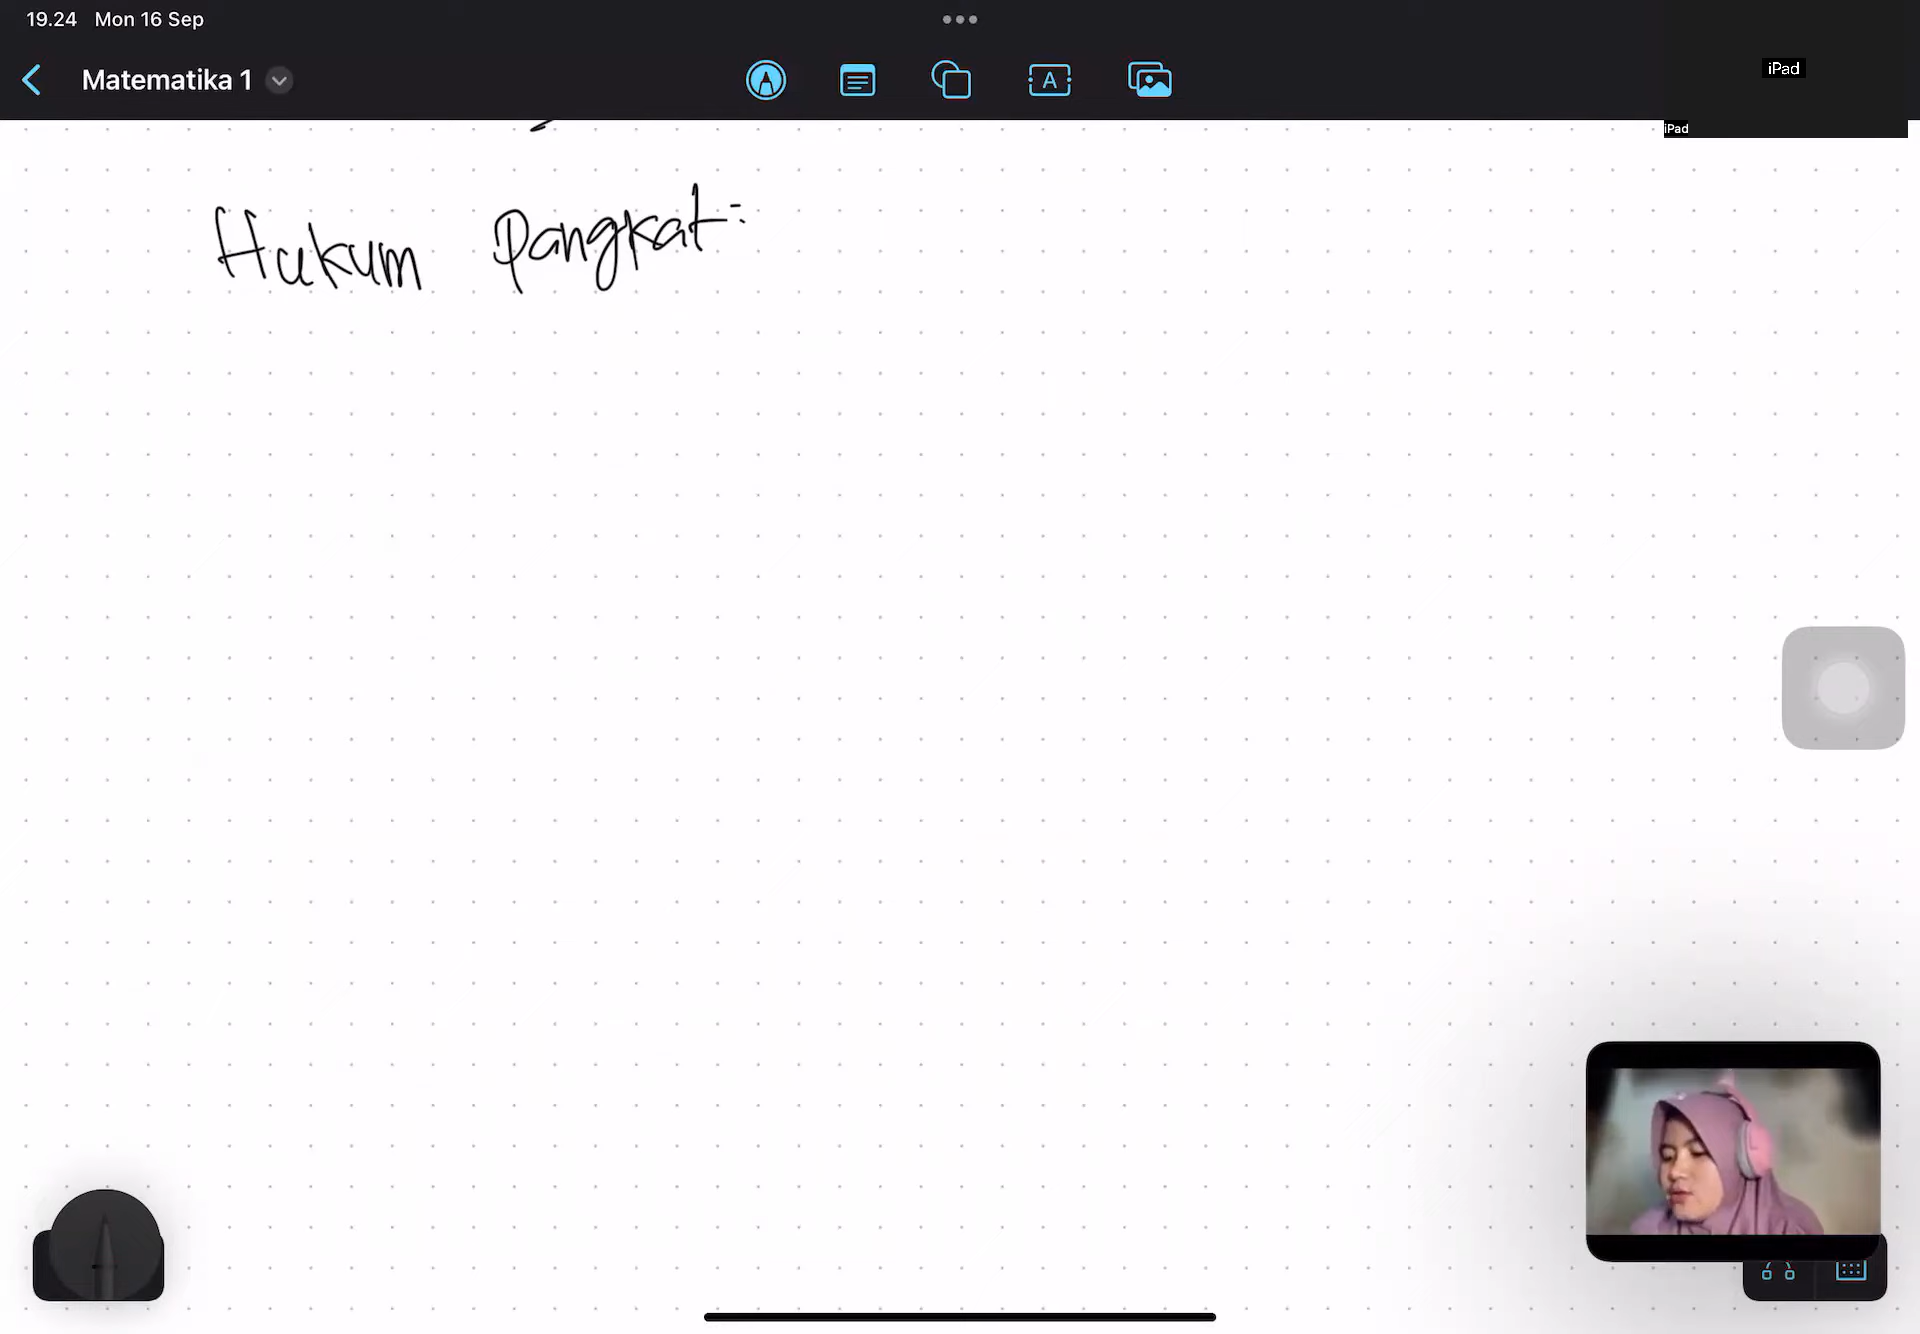 19.24 Mon 16 Sep
Matematika 1
A
iPad
iPad
Hukum Pangkat: